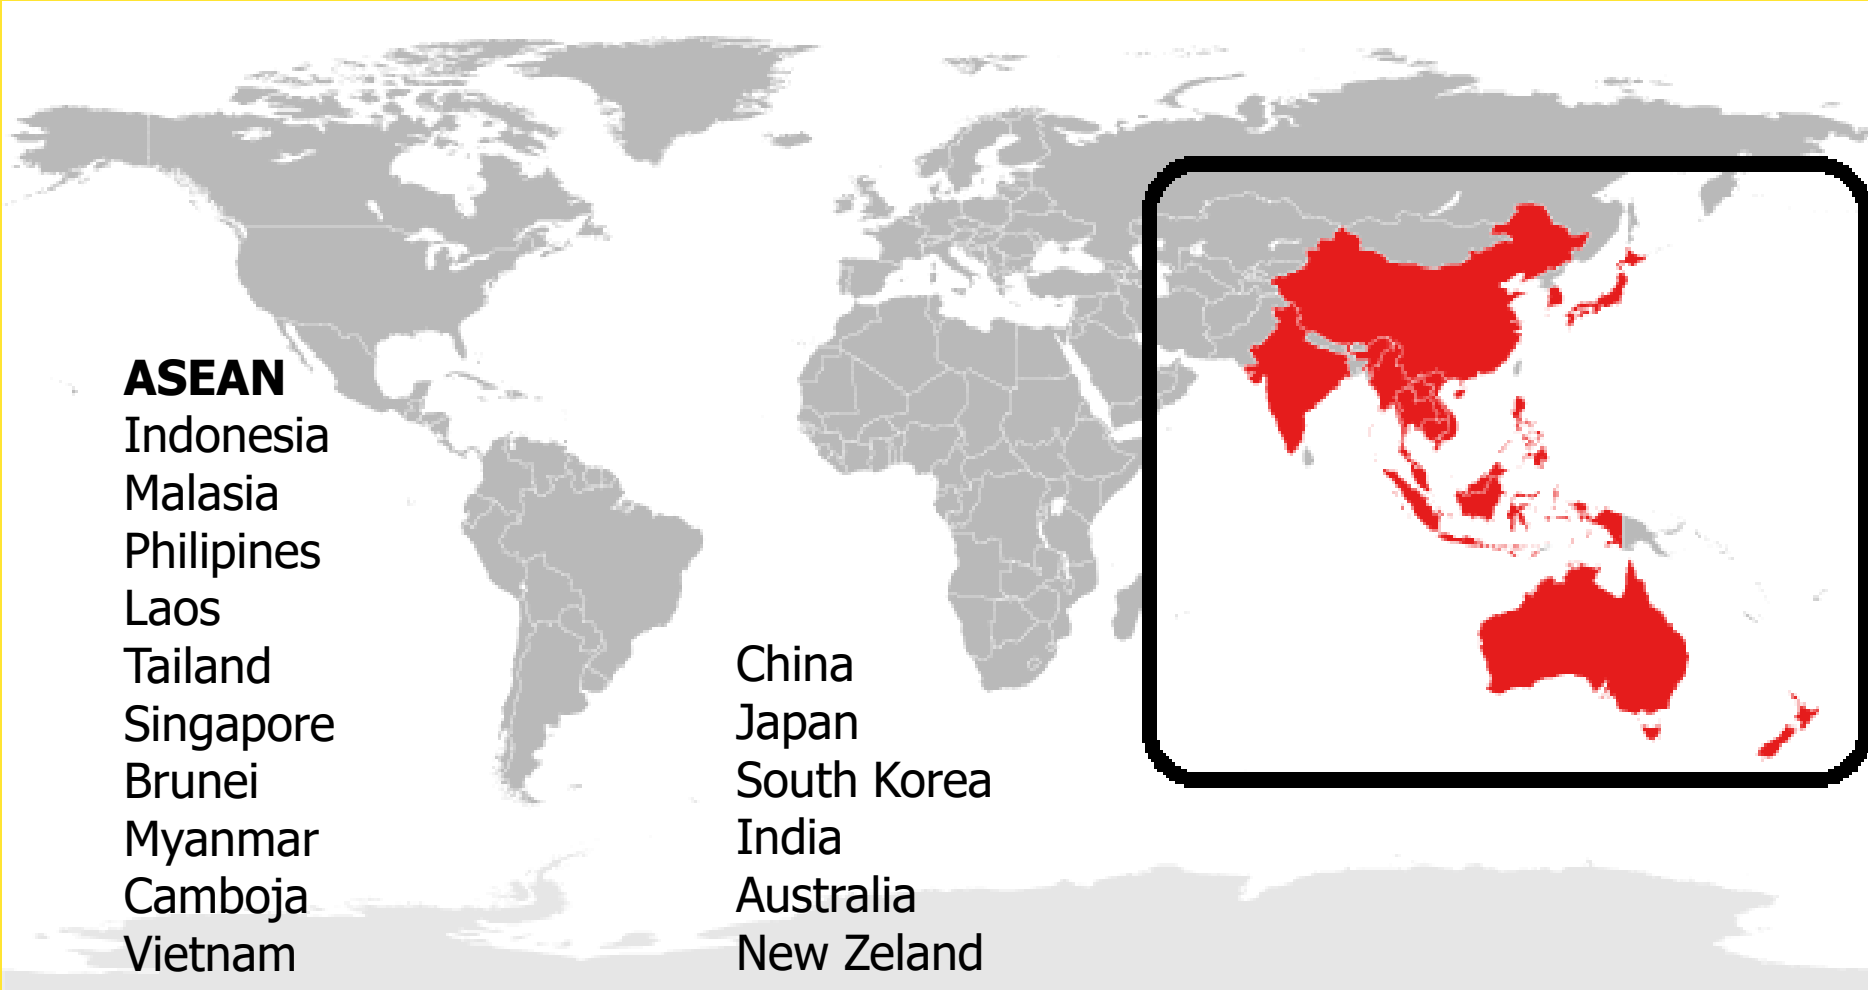 ASEAN
Indonesia
Malasia
Philipines
Laos
Tailand
Singapore
Brunei
Myanmar
Camboja
Vietnam
China
Japan
South Korea
India
Australia
New Zeland